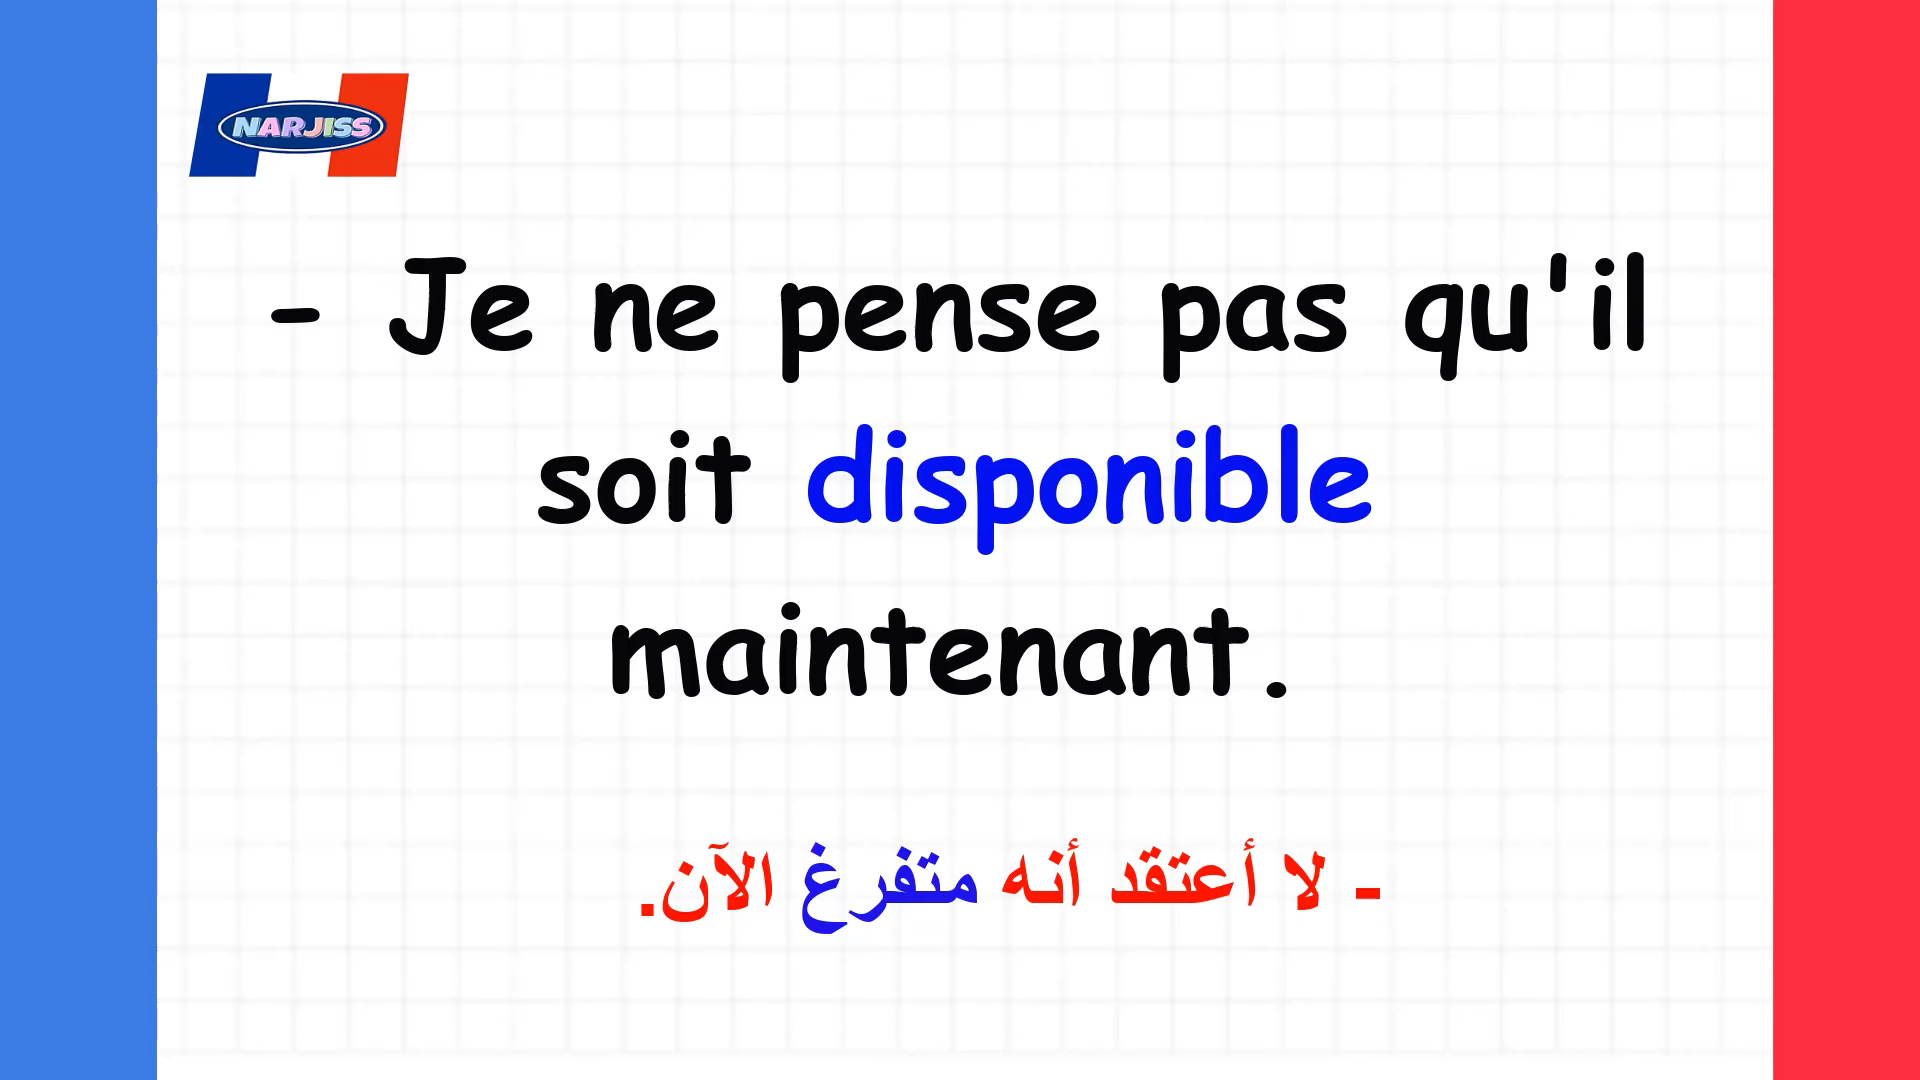 NARJISS
- Je ne pense pas qu'il
soit disponible
maintenant.
- لا أعتقد أنه متفرغ الآن.